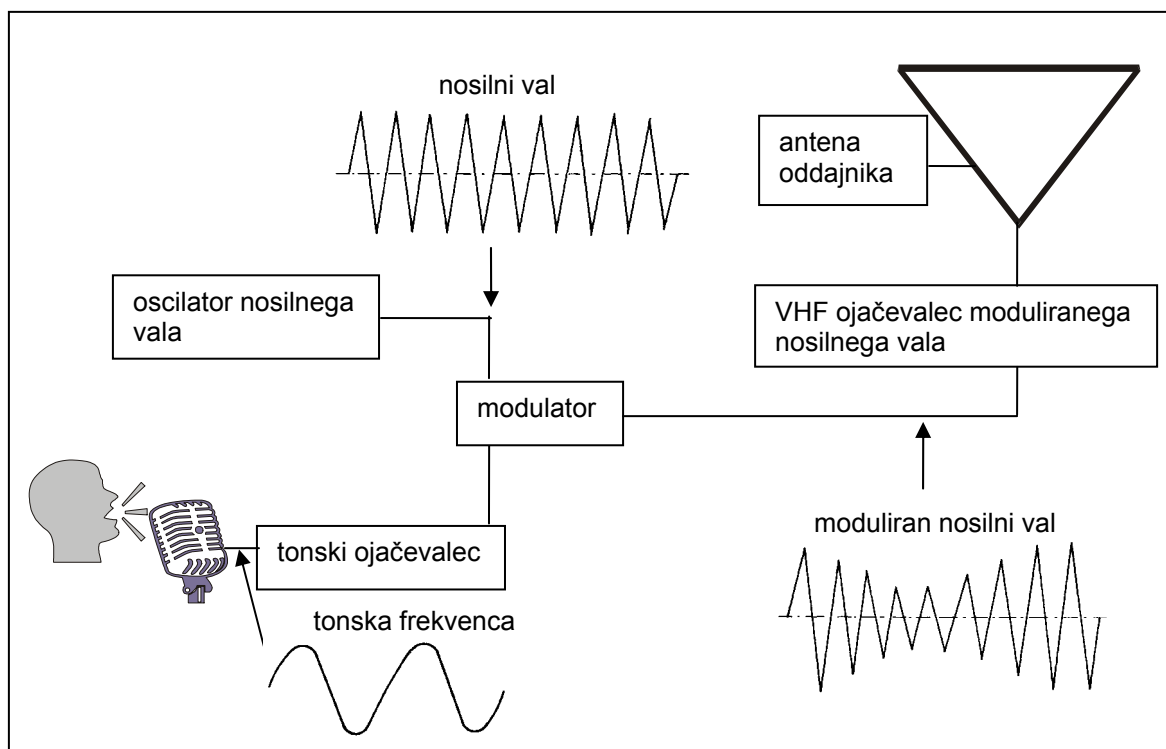 nosilni val
antena
oddajnika
oscilator nosilnega
vala
VHF ojačevalec moduliranega
nosilnega vala
modulator
moduliran nosilni val
tonski ojačevalec
tonska frekvenca